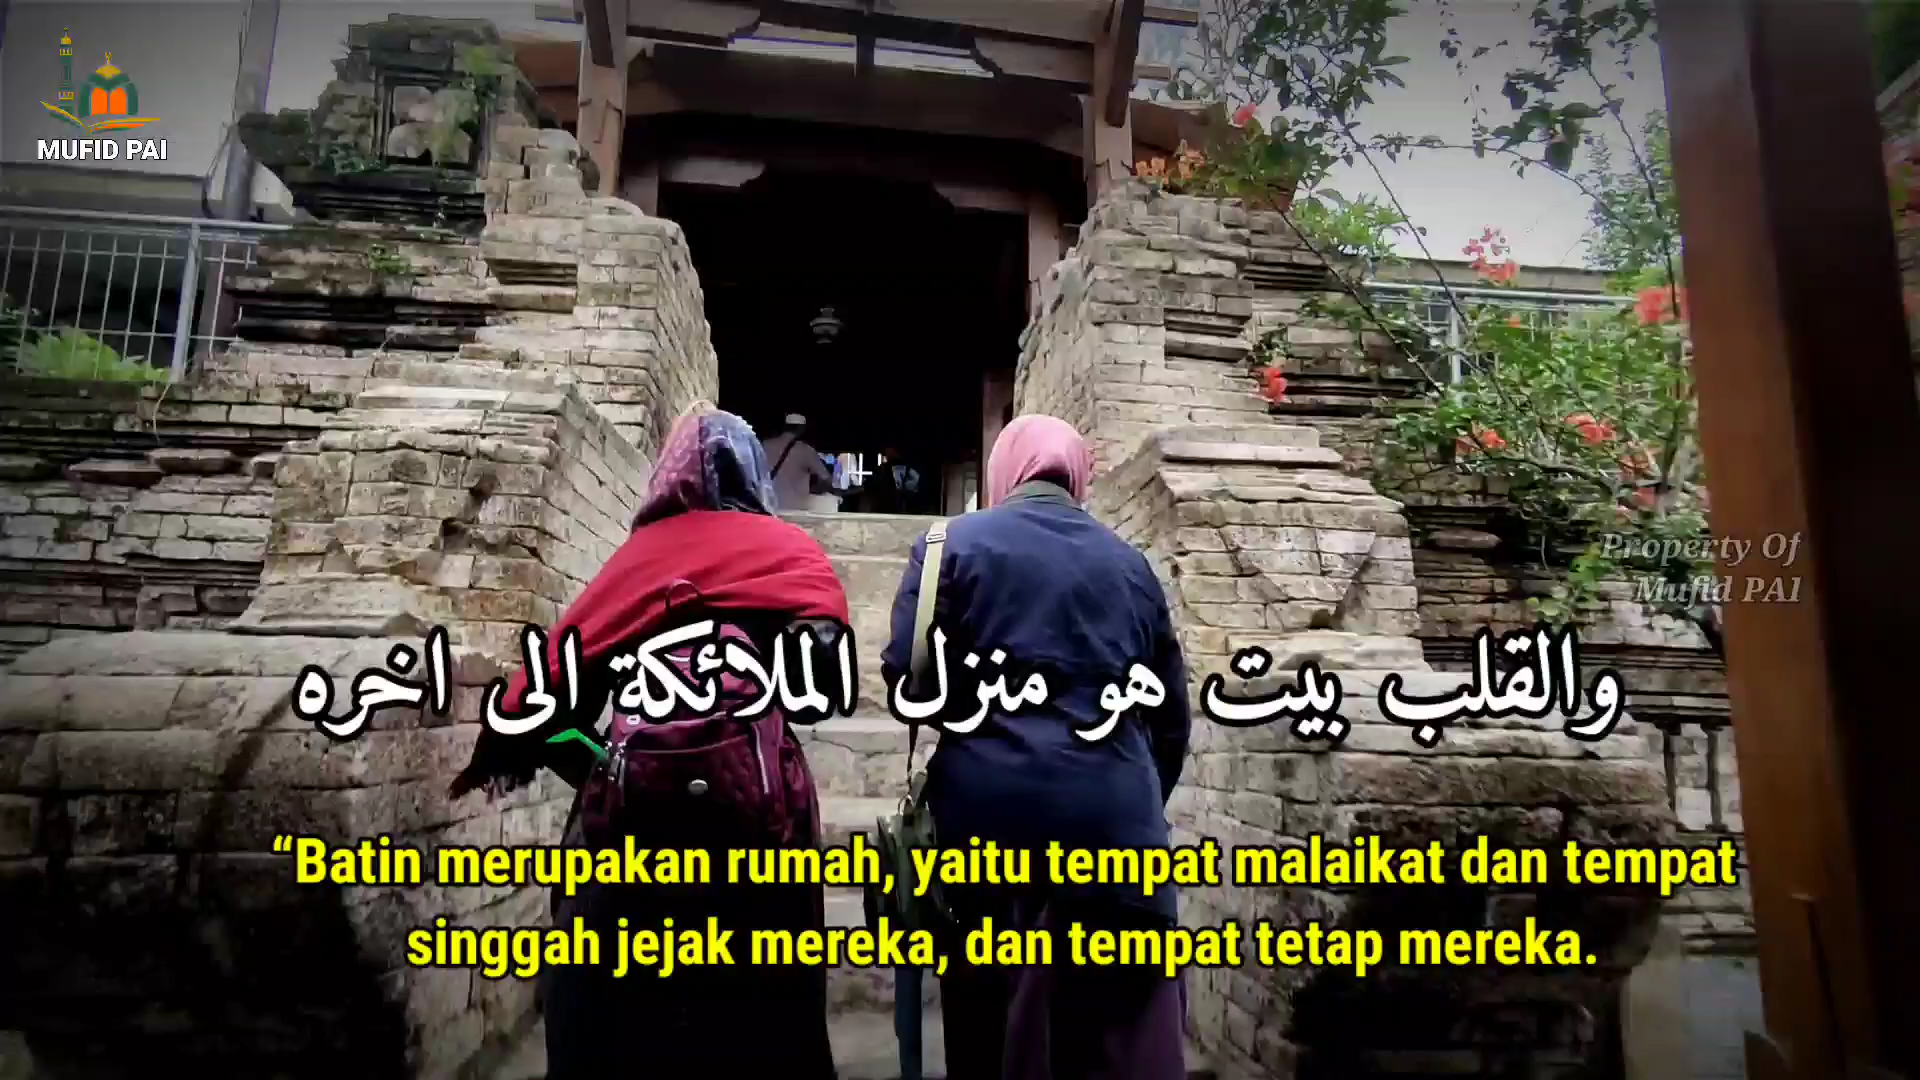 MUFID PAI
Property Of
Mufid PAI
والقلب بيت هو منزل الملائكة الى اخره
“Batin merupakan rumah, yaitu tempat malaikat dan tempat
singgah jejak mereka, dan tempat tetap mereka.